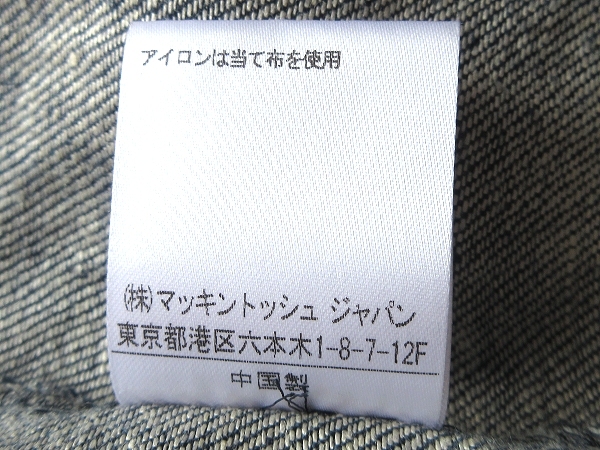 アイロンは当て布を使用
(株)マッキントッシュ ジャパン
東京都港区六本木1-8-7-12F
中国製